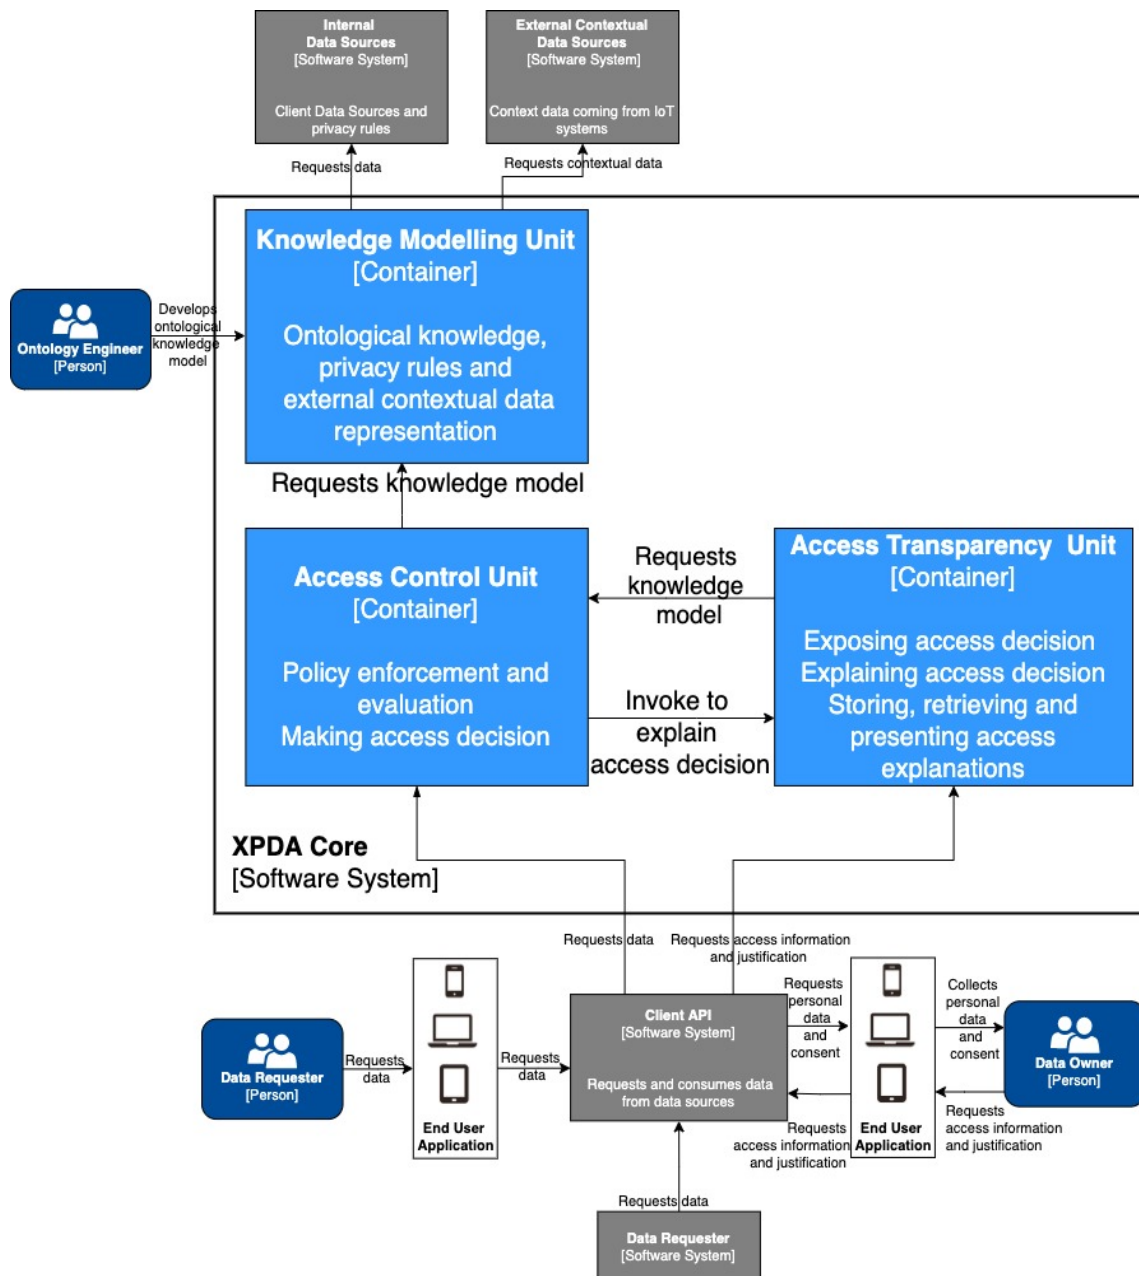 Internal
Data Sources
[Software System]
Client Data Sources and
privacy rules
External Contextual
Data Sources
[Software System]
Context data coming from IoT
systems
Requests data
Requests contextual data
Knowledge Modelling Unit
[Container]
Ontological knowledge,
privacy rules and
external contextual data
representation
Ontology Engineer
[Person]
Develops
ontological
knowledge
model
Requests knowledge model
Access Control Unit
[Container]
Policy enforcement and
evaluation
Making access decision
Requests
knowledge
model
Invoke to
explain
access decision
Access Transparency Unit
[Container]
Exposing access decision
Explaining access decision
Storing, retrieving and
presenting access
explanations
XPDA Core
[Software System]
Requests data
Requests access information
and justification
Data Requester
[Person]
Requests
data
End User
Application
Requests
data
Client API
[Software System]
Requests and consumes data
from data sources
Requests
personal
data
and
consent
Requests
access information
and justification
End User
Application
Collects
personal
data
and
consent
Requests
access information
and justification
Data Owner
[Person]
Requests data
Data Requester
[Software System]